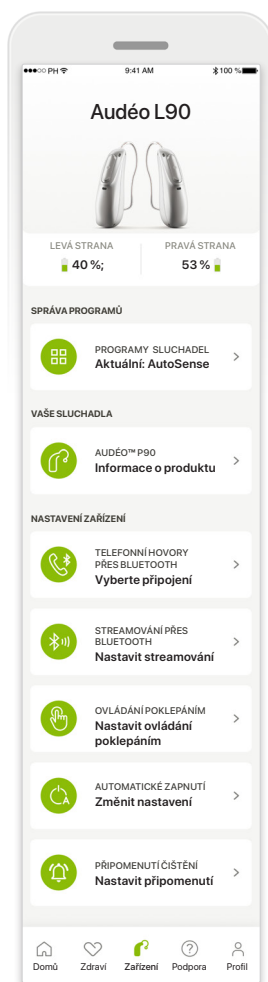 ●●●○○ PH 9:41 AM 100 %
Audéo L90
LEVÁ STRANA PRAVÁ STRANA
40 %; 53 %
SPRÁVA PROGRAMŮ
PROGRAMY SLUCHADEL
Aktuální: AutoSense
VAŠE SLUCHADLA
AUDÉO™ P90
Informace o produktu
NASTAVENÍ ZAŘÍZENÍ
TELEFONNÍ HOVORY
PŘES BLUETOOTH
Vyberte připojení
STREAMOVÁNÍ PŘES
BLUETOOTH
Nastavit streamování
OVLÁDÁNÍ POKLEPÁNÍM
Nastavit ovládání
poklepáním
AUTOMATICKÉ ZAPNUTÍ
Změnit nastavení
PŘIPOMENUTÍ ČIŠTĚNÍ
Nastavit připomenutí
Domů Zdraví Zařízení Podpora Profil